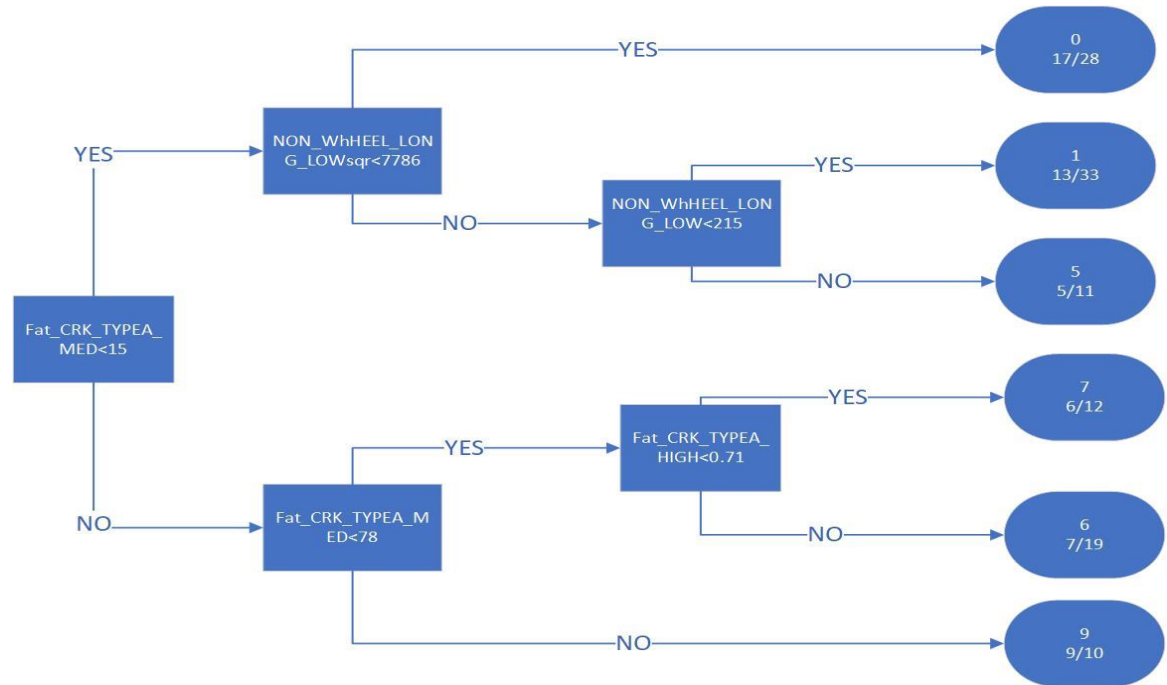 YES
0
17/28
NON_WhHEEL_LON
G_LOWsqr<7786
YES
YES
1
13/33
NON_WhHEEL_LON
G_LOW<215
NO
NO
5
5/11
Fat_CRK_TYPEA_
MED<15
7
6/12
YES
Fat_CRK_TYPEA_
HIGH<0.71
YES
NO
Fat_CRK_TYPEA_M
ED<78
NO
6
7/19
NO
9
9/10